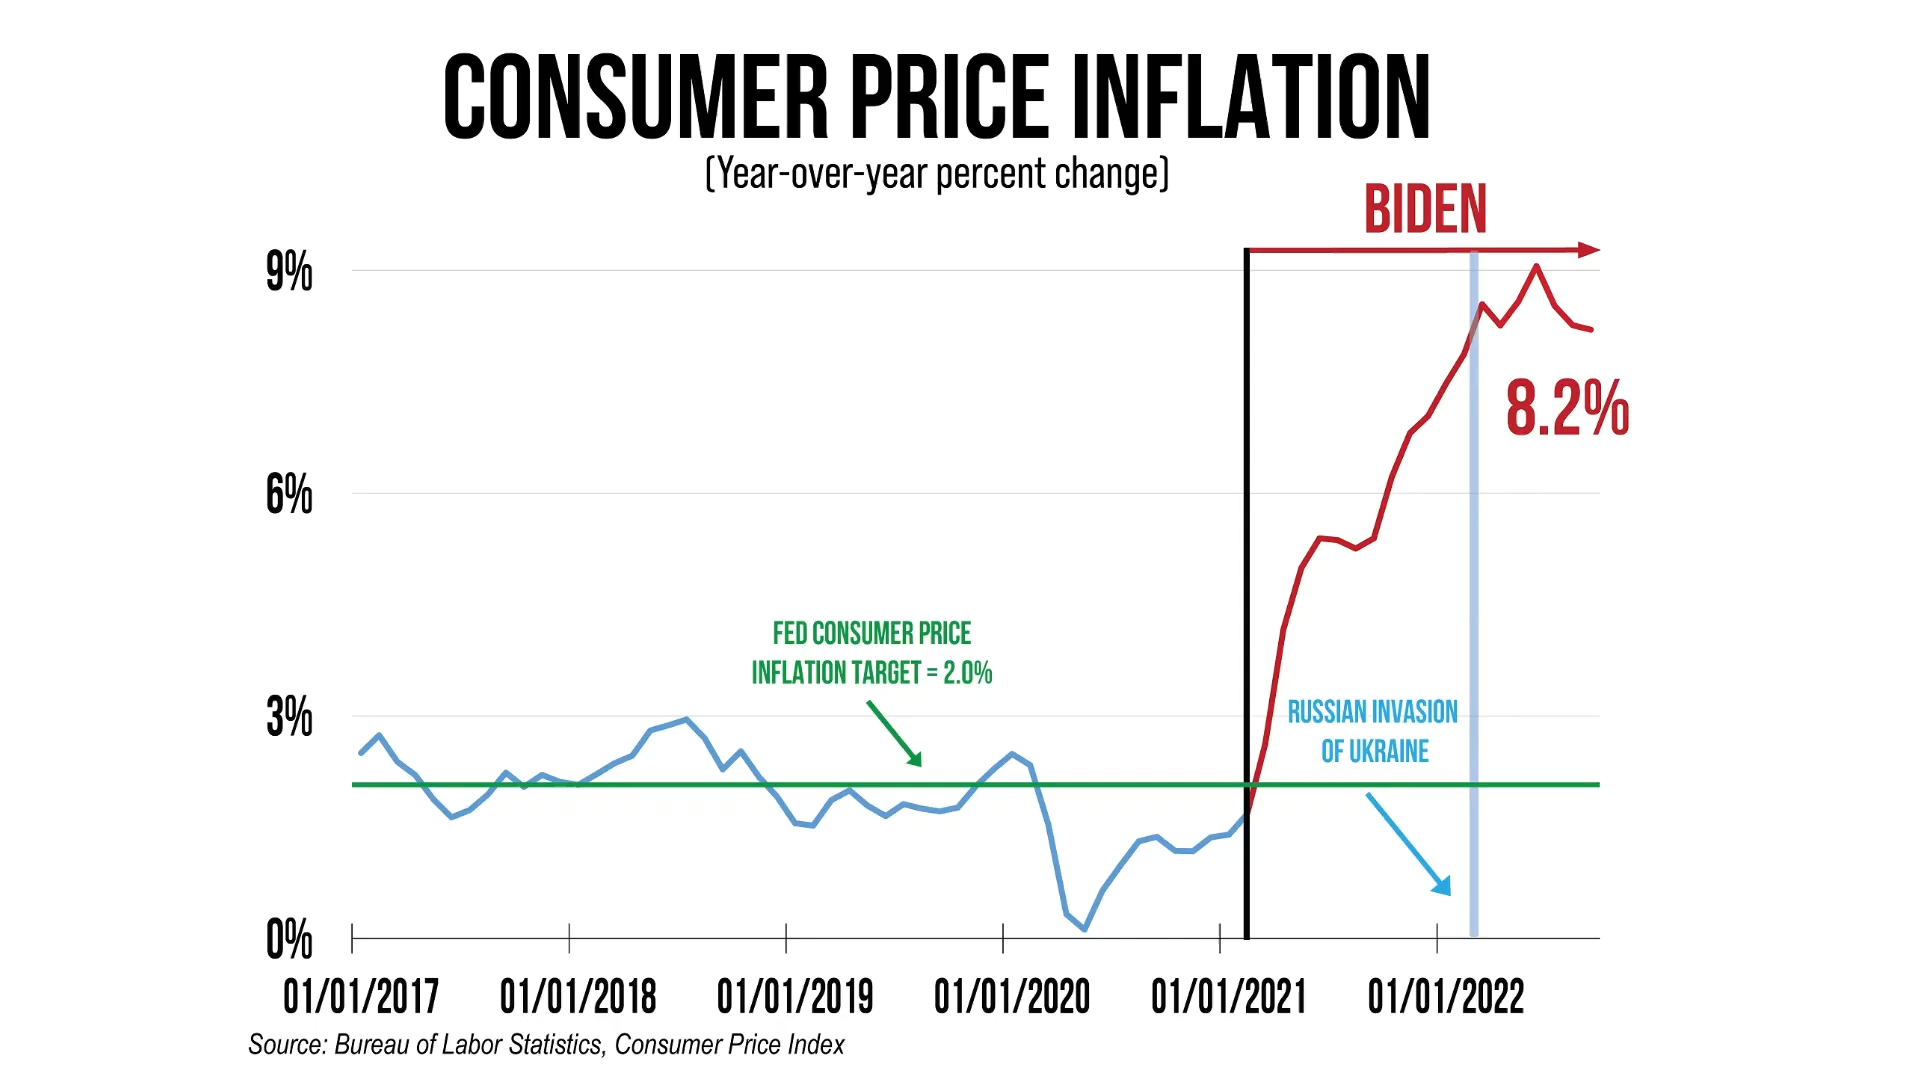 CONSUMER PRICE INFLATION
(Year-over-year percent change)
BIDEN
9%
8.2%
6%
FED CONSUMER PRICE
INFLATION TARGET = 2.0%
3%
RUSSIAN INVASION
OF UKRAINE
0%
01/01/2017 01/01/2018 01/01/2019 01/01/2020 01/01/2021 01/01/2022
Source: Bureau of Labor Statistics, Consumer Price Index